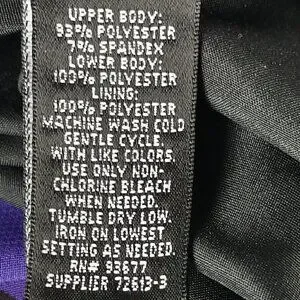 UPPER BODY:
93% POLYESTER
7% SPANDEX
LOWER BODY:
100% POLYESTER
LINING:
100% POLYESTER
MACHINE WASH COLD
GENTLE CYCLE.
WITH LIKE COLORS.
USE ONLY NON-
CHLORINE BLEACH
WHEN NEEDED.
TUMBLE DRY LOW.
IRON ON LOWEST
SETTING AS NEEDED.
RN# 93677
SUPPLIER 72613-3